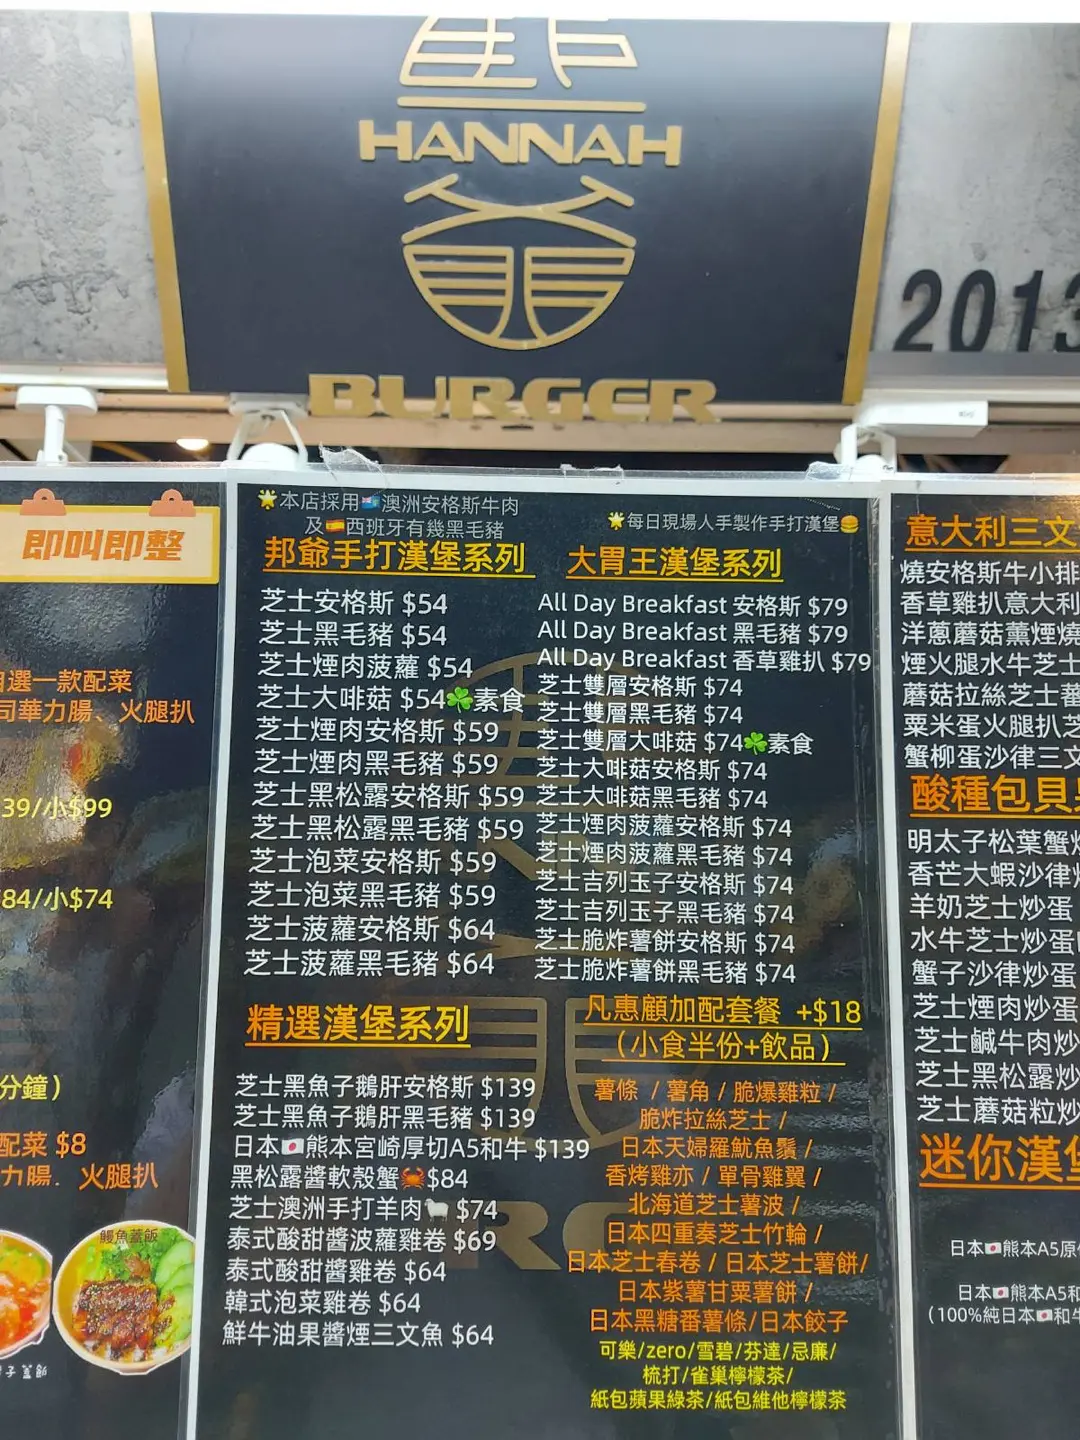 HANNAH
BURGER
2013
即叫即整
自選一款配菜
司華力腸、火腿扒
39/小$99
84/小$74
分鐘）
配菜 $8
力腸．火腿扒
鰻魚蓋飯
本店採用澳洲安格斯牛肉
及西班牙有幾黑毛豬
邦爺手打漢堡系列
芝士安格斯 $54
芝士黑毛豬 $54
芝士煙肉菠蘿 $54
芝士大啡菇 $54 素食
芝士煙肉安格斯 $59
芝士煙肉黑毛豬 $59
芝士黑松露安格斯 $59
芝士黑松露黑毛豬 $59
芝士泡菜安格斯 $59
芝士泡菜黑毛豬 $59
芝士菠蘿安格斯 $64
芝士菠蘿黑毛豬 $64
精選漢堡系列
芝士黑魚子鵝肝安格斯 $139
芝士黑魚子鵝肝黑毛豬 $139
日本🇯🇵熊本宮崎厚切A5和牛 $139
黑松露醬軟殼蟹🦀$84
芝士澳洲手打羊肉🐑 $74
泰式酸甜醬菠蘿雞卷 $69
泰式酸甜醬雞卷 $64
韓式泡菜雞卷 $64
鮮牛油果醬煙三文魚 $64
每日現場人手製作手打漢堡🍔
大胃王漢堡系列
All Day Breakfast 安格斯 $79
All Day Breakfast 黑毛豬 $79
All Day Breakfast 香草雞扒 $79
芝士雙層安格斯 $74
芝士雙層黑毛豬 $74
芝士雙層大啡菇 $74 素食
芝士大啡菇安格斯 $74
芝士大啡菇黑毛豬 $74
芝士煙肉菠蘿安格斯 $74
芝士煙肉菠蘿黑毛豬 $74
芝士吉列玉子安格斯 $74
芝士吉列玉子黑毛豬 $74
芝士脆炸薯餅安格斯 $74
芝士脆炸薯餅黑毛豬 $74
凡惠顧加配套餐 +$18
（小食半份+飲品）
薯條 / 薯角 / 脆爆雞粒 /
脆炸拉絲芝士 /
日本天婦羅魷魚鬚 /
香烤雞亦 / 單骨雞翼 /
北海道芝士薯波 /
日本四重奏芝士竹輪 /
日本芝士春卷 / 日本芝士薯餅/
日本紫薯甘粟薯餅 /
日本黑糖番薯條/日本餃子
可樂/zero/雪碧/芬達/忌廉/
梳打/雀巢檸檬茶/
紙包蘋果綠茶/紙包維他檸檬茶
意大利三文
燒安格斯牛小排
香草雞扒意大利
洋蔥蘑菇薰煙燒
煙火腿水牛芝士
蘑菇拉絲芝士蕃
粟米蛋火腿扒芝
蟹柳蛋沙律三文
酸種包貝
明太子松葉蟹炒
香芒大蝦沙律
羊奶芝士炒蛋
水牛芝士炒蛋
蟹子沙律炒蛋
芝士煙肉炒蛋
芝士鹹牛肉炒
芝士黑松露炒
芝士蘑菇粒炒
迷你漢堡
日本🇯🇵熊本A5原
日本🇯🇵熊本A5和
（100%純日本🇯🇵和牛